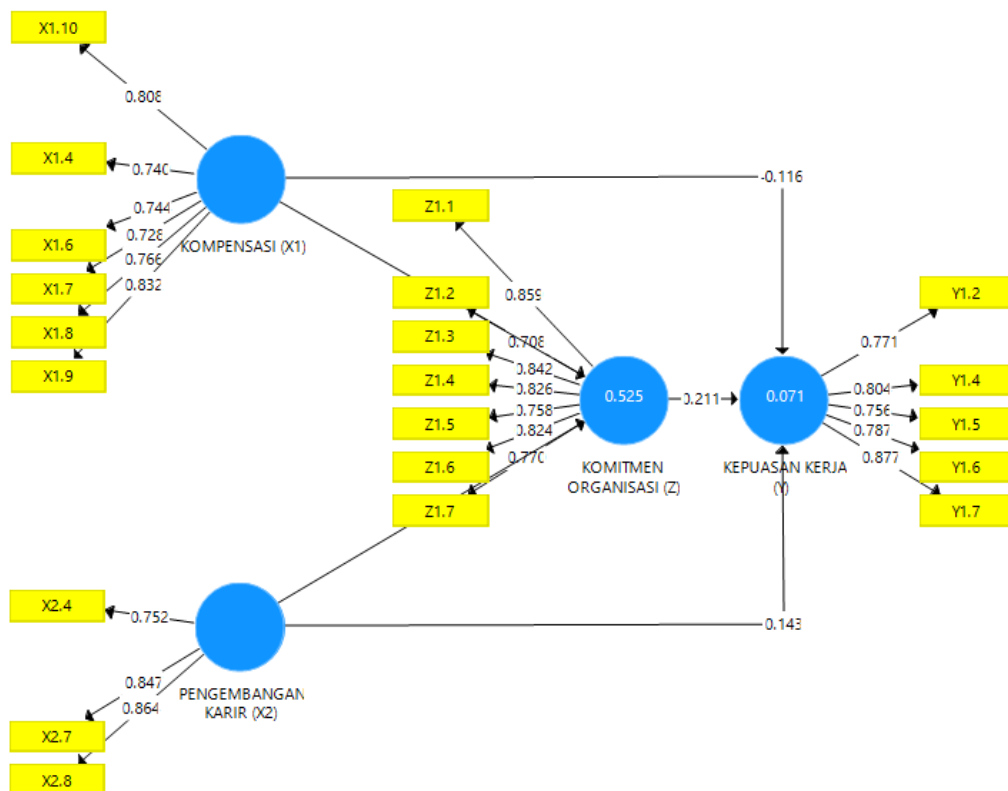 X1.10
0.808
X1.4
0.740
0.744
X1.6
0.728
0.766
X1.7
0.832
X1.8
X1.9
KOMPENSASI (X1)
-0.116
Z1.1
Z1.2
0.859
0.708
Z1.3
0.842
Z1.4
0.826
0.758
Z1.5
0.824
Z1.6
0.770
Z1.7
0.525
KOMITMEN
ORGANISASI (Z)
0.211
0.071
KEPUASAN KERJA
(Y)
Y1.2
0.771
Y1.4
0.804
0.756
Y1.5
0.787
Y1.6
0.877
Y1.7
X2.4
0.752
0.847
0.864
X2.7
X2.8
PENGEMBANGAN
KARIR (X2)
0.143